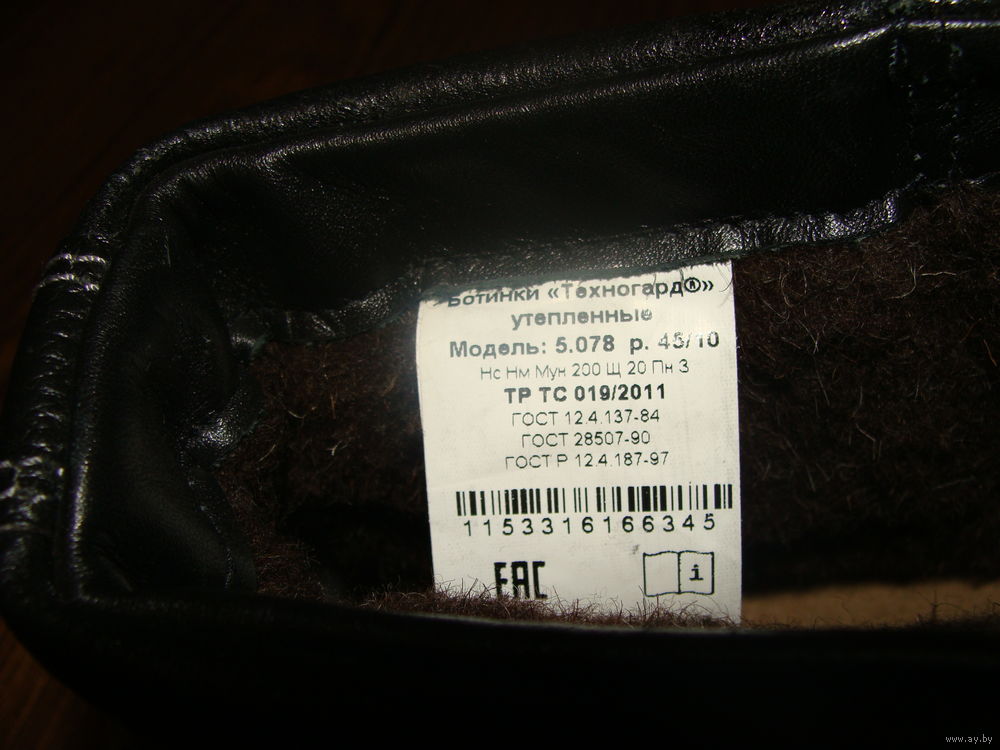 Ботинки «Техногард®»
утепленные
Модель: 5.078 р. 45/10
Нс Нм Мун 200 Щ 20 Пн З
ТР ТС 019/2011
ГОСТ 12.4.137-84
ГОСТ 28507-90
ГОСТ Р 12.4.187-97
1153316166345
EAC
i
www.ay.by